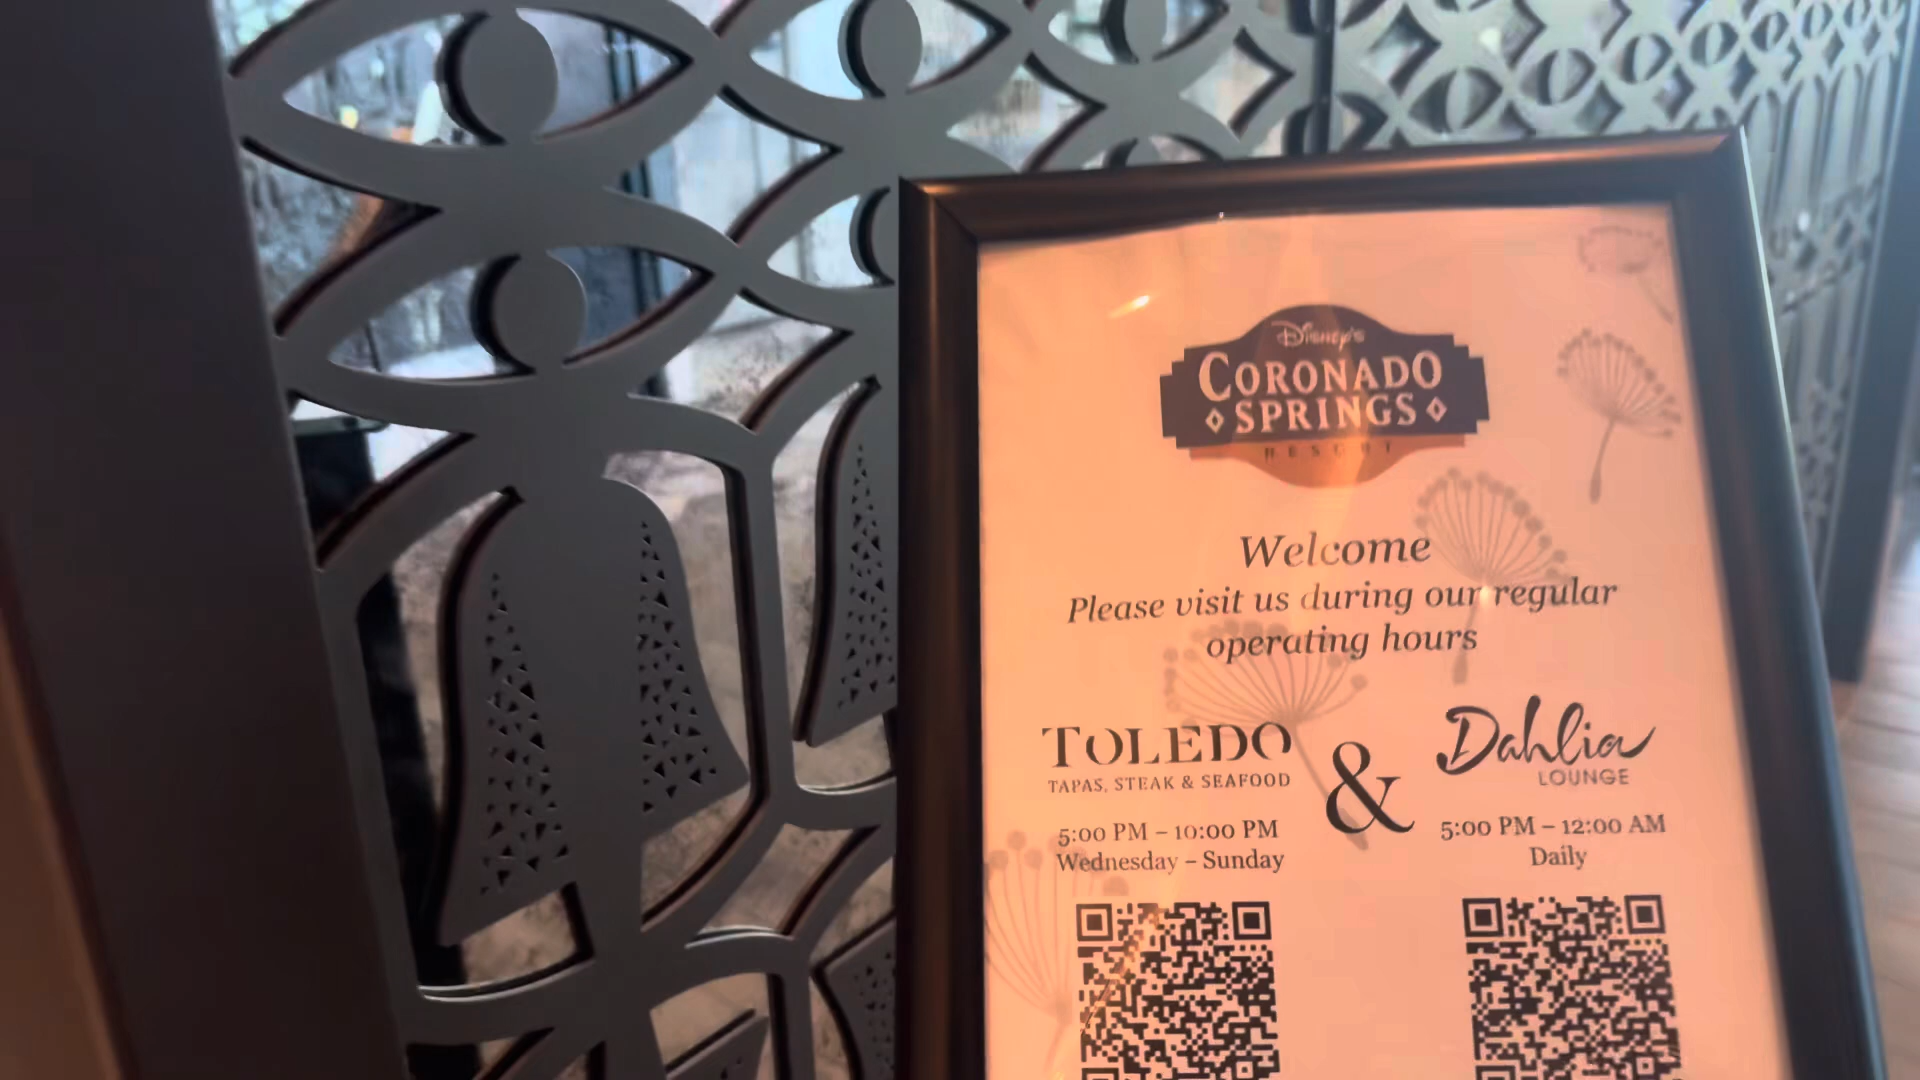 Disney's
CORONADO
SPRINGS
RESORT
Welcome
Please visit us during our regular
operating hours
TOLEDO
TAPAS, STEAK & SEAFOOD
5:00 PM – 10:00 PM
Wednesday – Sunday
&
Dahlia
LOUNGE
5:00 PM – 12:00 AM
Daily